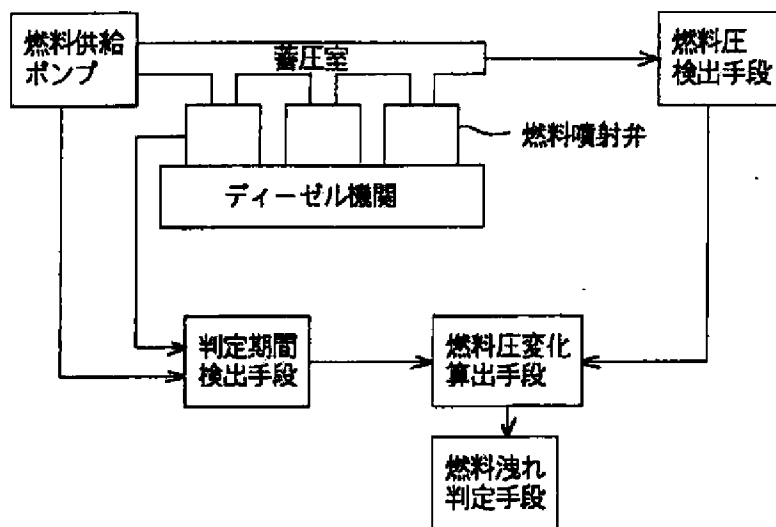 燃料供給
ポンプ
蓄圧室
燃料圧
検出手段
燃料噴射弁
ディーゼル機関
判定期間
検出手段
燃料圧変化
算出手段
燃料洩れ
判定手段